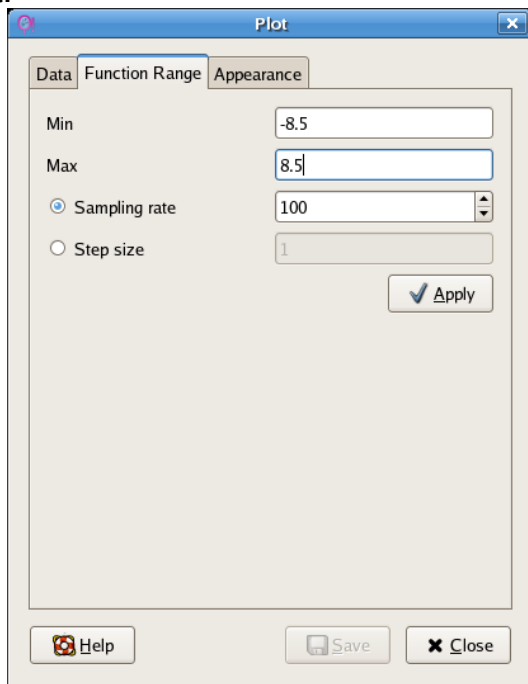 Plot
Data Function Range Appearance
Min -8.5
Max 8.5
Sampling rate 100
Step size 1
Apply
Help Save Close